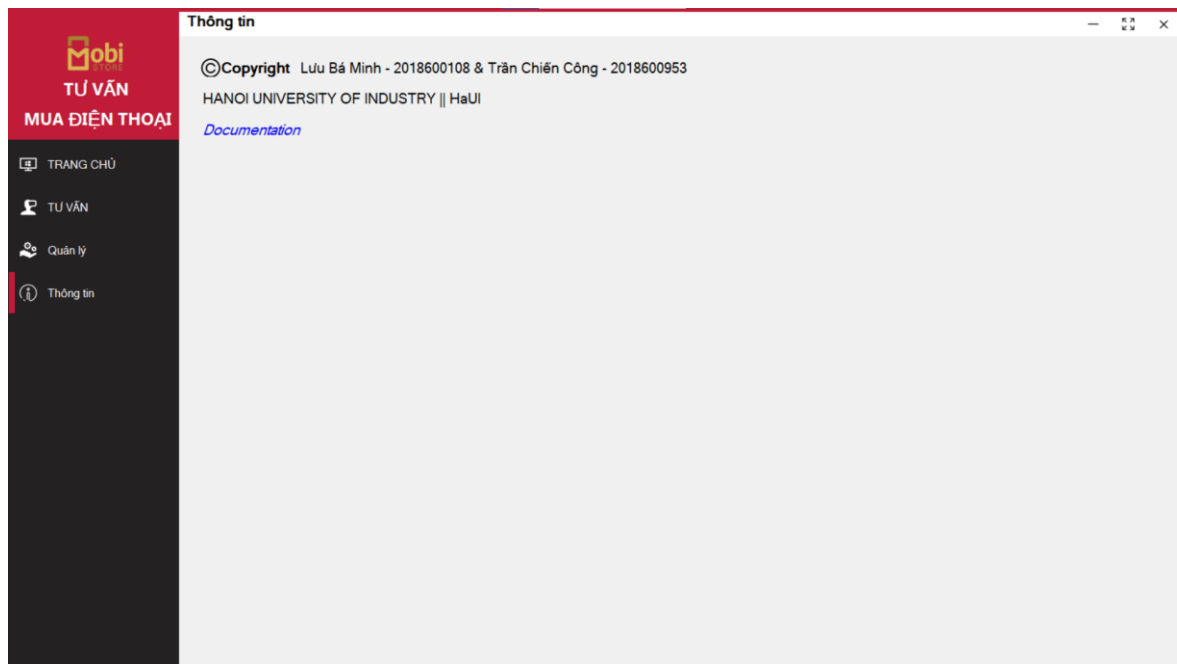 Thông tin
Mobi
STORE
TƯ VẤN
MUA ĐIỆN THOẠI
TRANG CHỦ
TƯ VẤN
Quản lý
Thông tin
©Copyright Lưu Bá Minh - 2018600108 & Trần Chiến Công - 2018600953
HANOI UNIVERSITY OF INDUSTRY || HaUI
Documentation